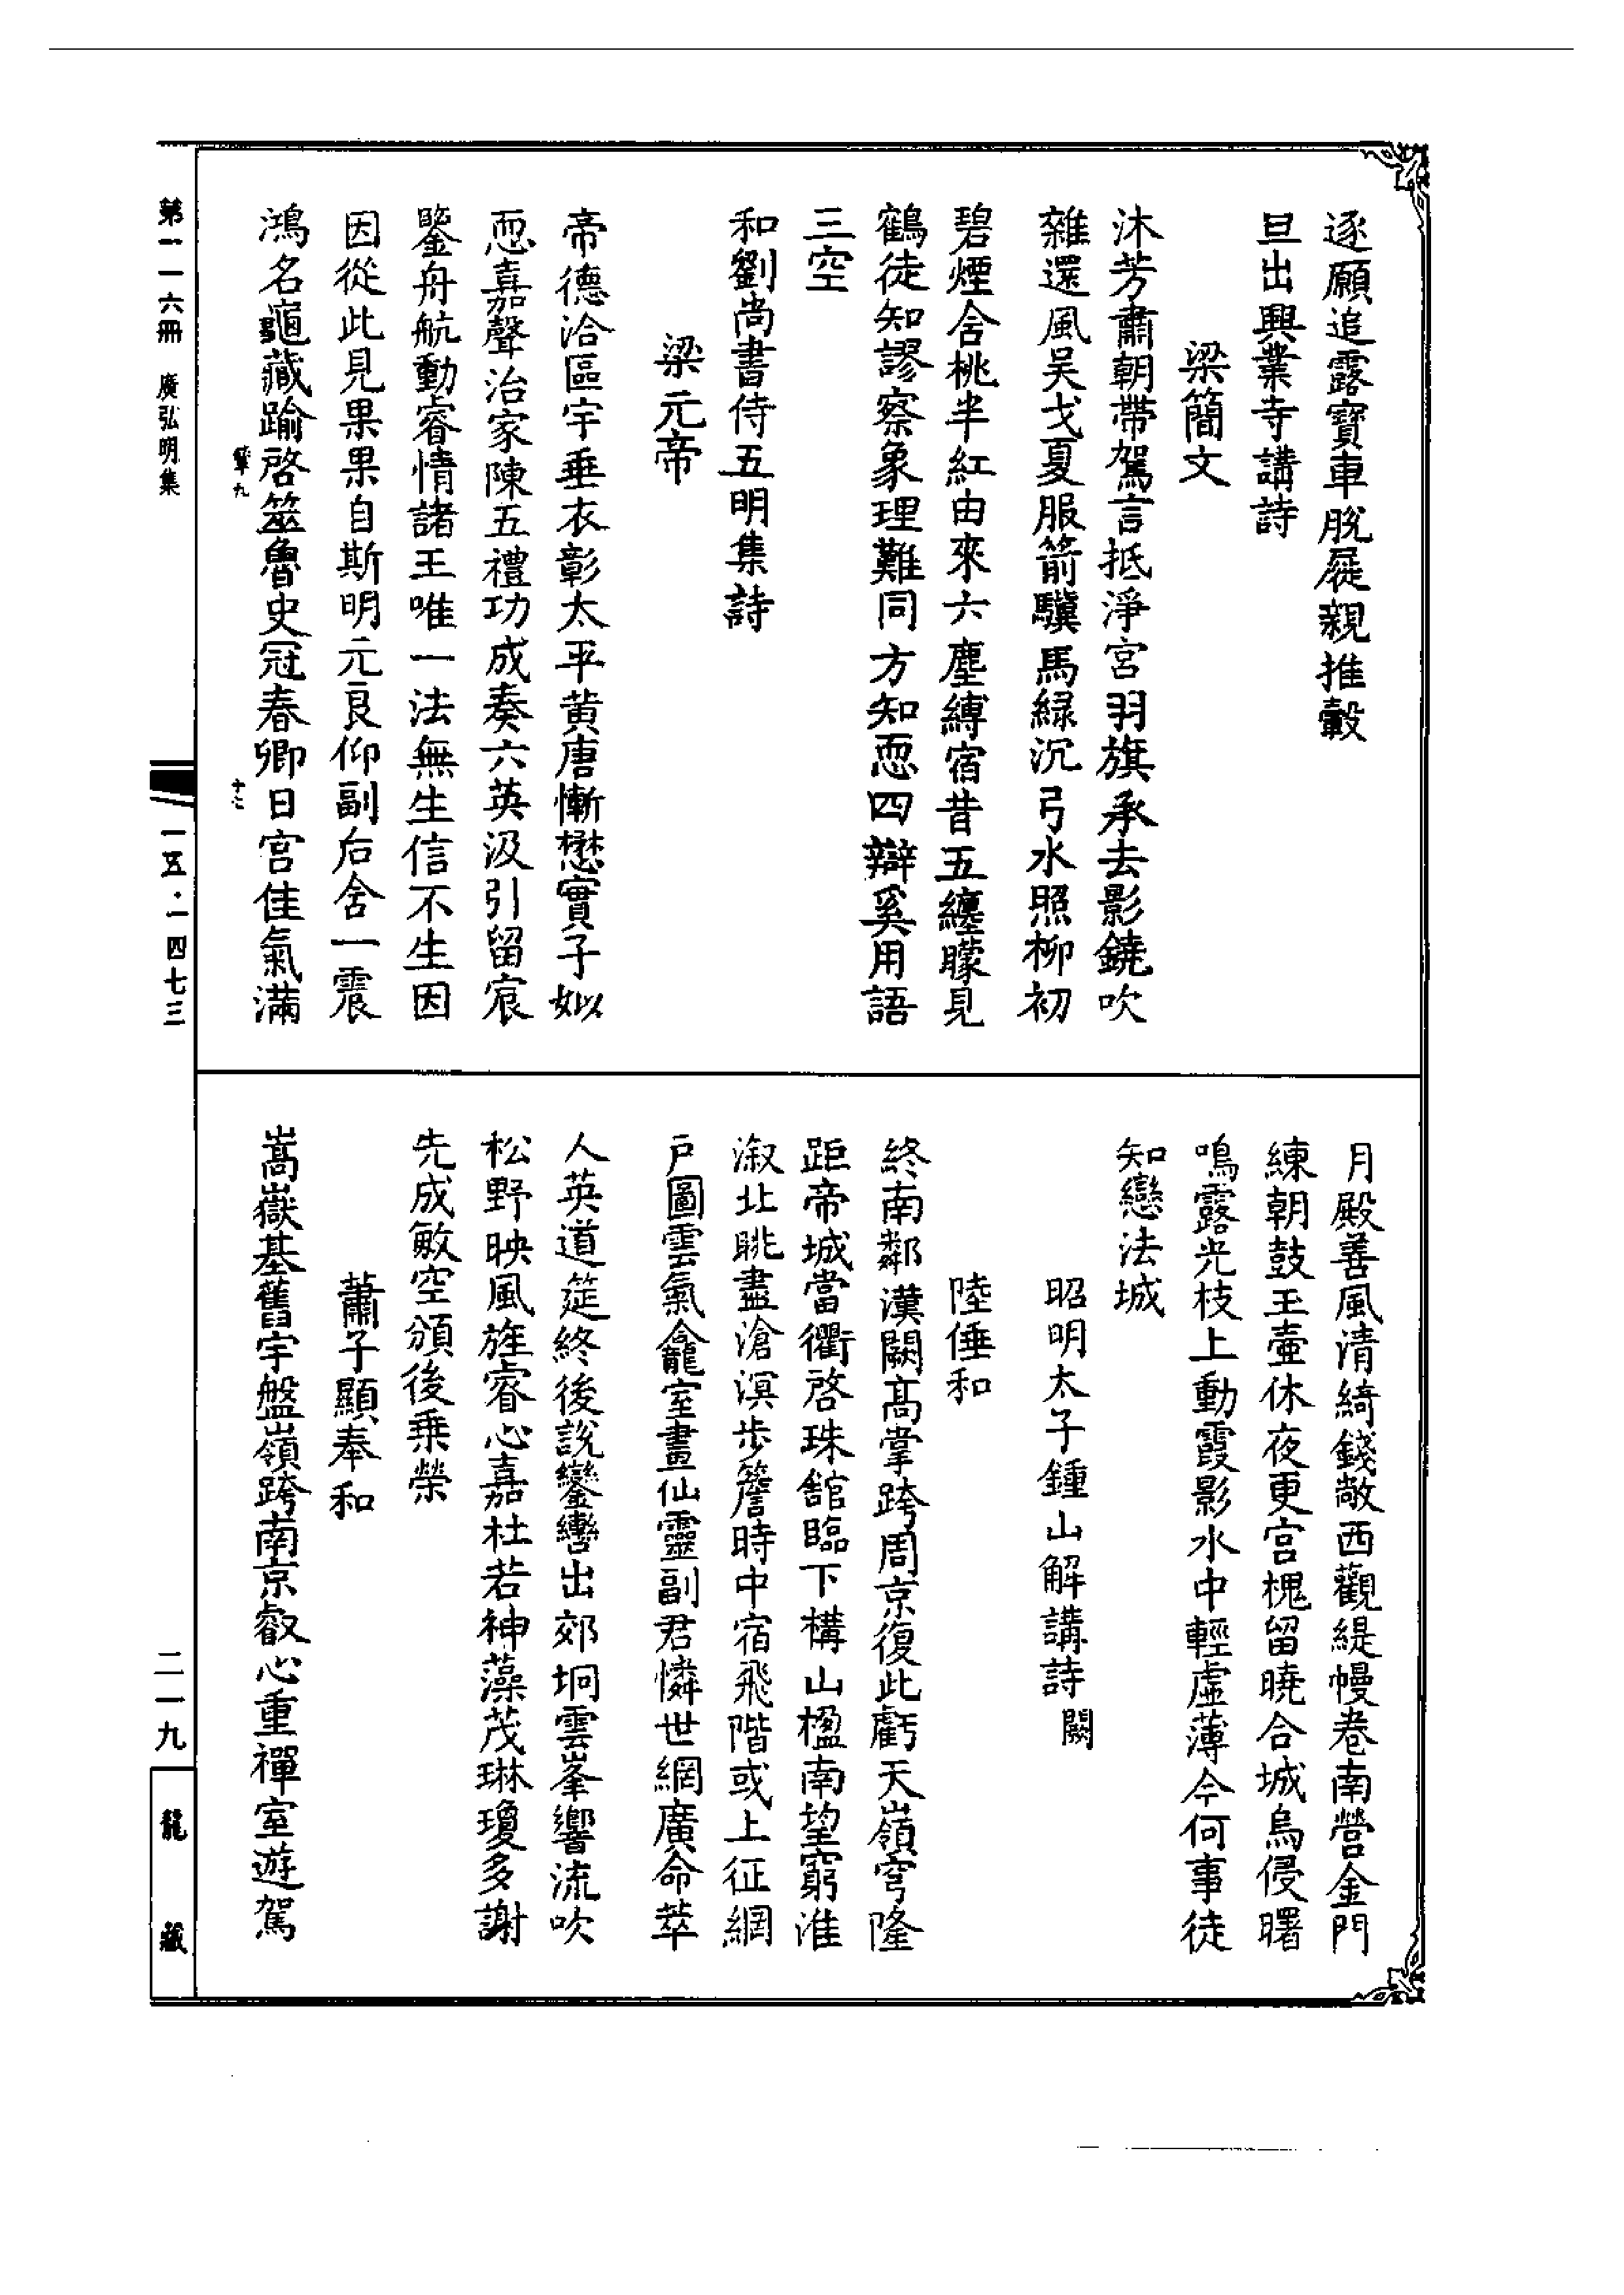 逐願追露寶車脫屣親推轂
旦出興業寺講詩
梁簡文
沐芳肅朝帶駕言抵淨宮羽旗承去影鐃吹
雜還風吴戈夏服箭驥馬緑沉弓水照柳初
碧煙含桃半紅由來六塵縛宿昔五纏矇見
鶴徒知謬察象理難同方知恧四辯奚用語
三空
和劉尚書侍五明集詩
梁元帝
帝德洽區宇垂衣彰太平黄唐慚懋實子姒
恧嘉聲治家陳五禮功成奏六英汲引留宸
鑒舟航動睿情諸王唯一法無生信不生因
因從此見果果自斯明元良仰副后含一震
鴻名龜藏踰啓筮魯史冠春卿日宫佳氣滿
月殿善風清綺錢敞西觀緹幔卷南營金門
練朝鼓玉壷休夜更宫槐留曉合城烏侵曙
鳴露光枝上動霞影水中輕虚薄今何事徒
知戀法城
昭明太子鍾山解講詩闕
陸倕和
終南鄰漢闕髙掌跨周京復此虧天嶺穹隆
距帝城當衢啓珠舘臨下構山楹南望窮淮
溆北眺盡滄溟步簷時中宿飛階或上征網
戸圖雲氣龕室畫仙靈副君憐世網廣命萃
人英道筵終後說鑾轡出郊坰雲峯響流吹
松野映風旌睿心嘉杜若神藻茂琳瓊多謝
先成敏空頒後乗榮
蕭子顯奉和
嵩嶽基舊宇盤嶺跨南京叡心重禪室遊駕
第一一六冊 廣弘明集
十七
一五·一四七三
二一九
龍藏